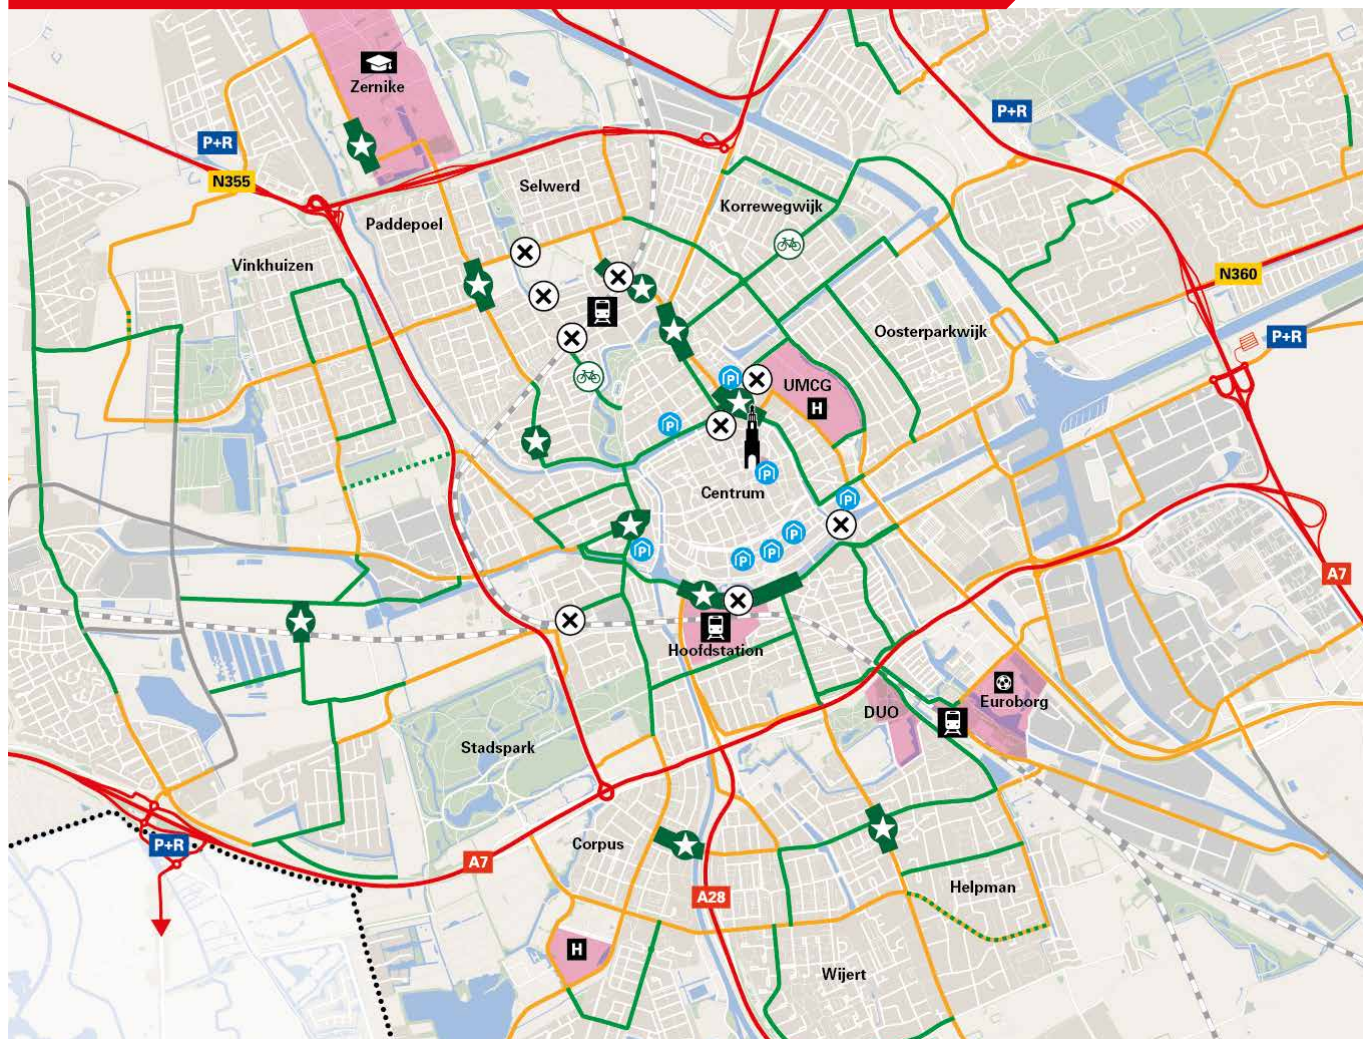 Zernike
P+R
P+R
N355
Selwerd
Korrewegwijk
Paddepoel
Vinkhuizen
N360
Oosterparkwijk
P+R
P
UMCG
H
P
P
Centrum
P
P
P
P
P
A7
Hoofdstation
DUO
Euroborg
Stadspark
P+R
A7
Corpus
A28
Helpman
H
Wijert